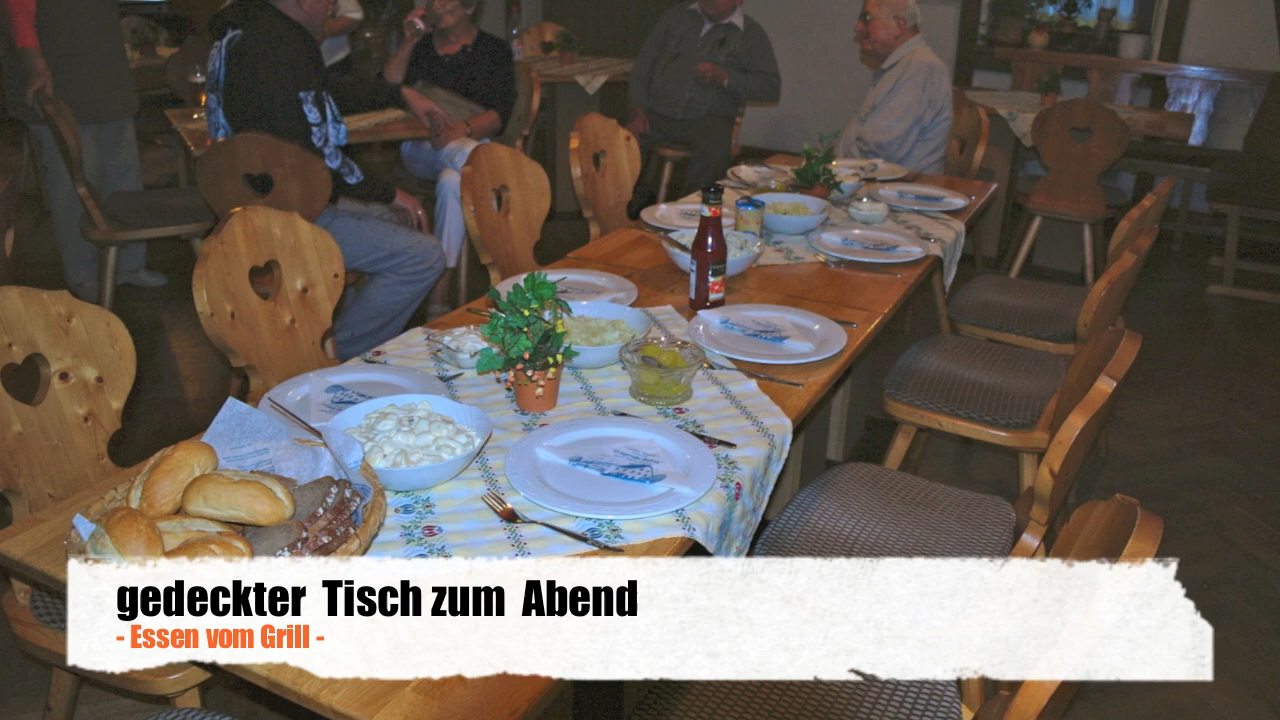 gedeckter Tisch zum Abend
- Essen vom Grill -